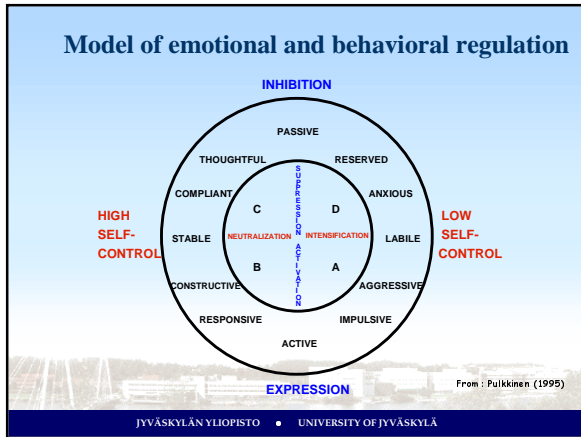 Model of emotional and behavioral regulation
INHIBITION
PASSIVE
THOUGHTFUL
RESERVED
COMPLIANT
ANXIOUS
SUPPRESSION ACTIVATION
C
D
HIGH
SELF-
CONTROL
LOW
SELF-
CONTROL
STABLE
NEUTRALIZATION
INTENSIFICATION
LABILE
B
A
CONSTRUCTIVE
AGGRESSIVE
RESPONSIVE
IMPULSIVE
ACTIVE
EXPRESSION
From : Pulkkinen (1995)
JYVÄSKYLÄN YLIOPISTO • UNIVERSITY OF JYVÄSKYLÄ